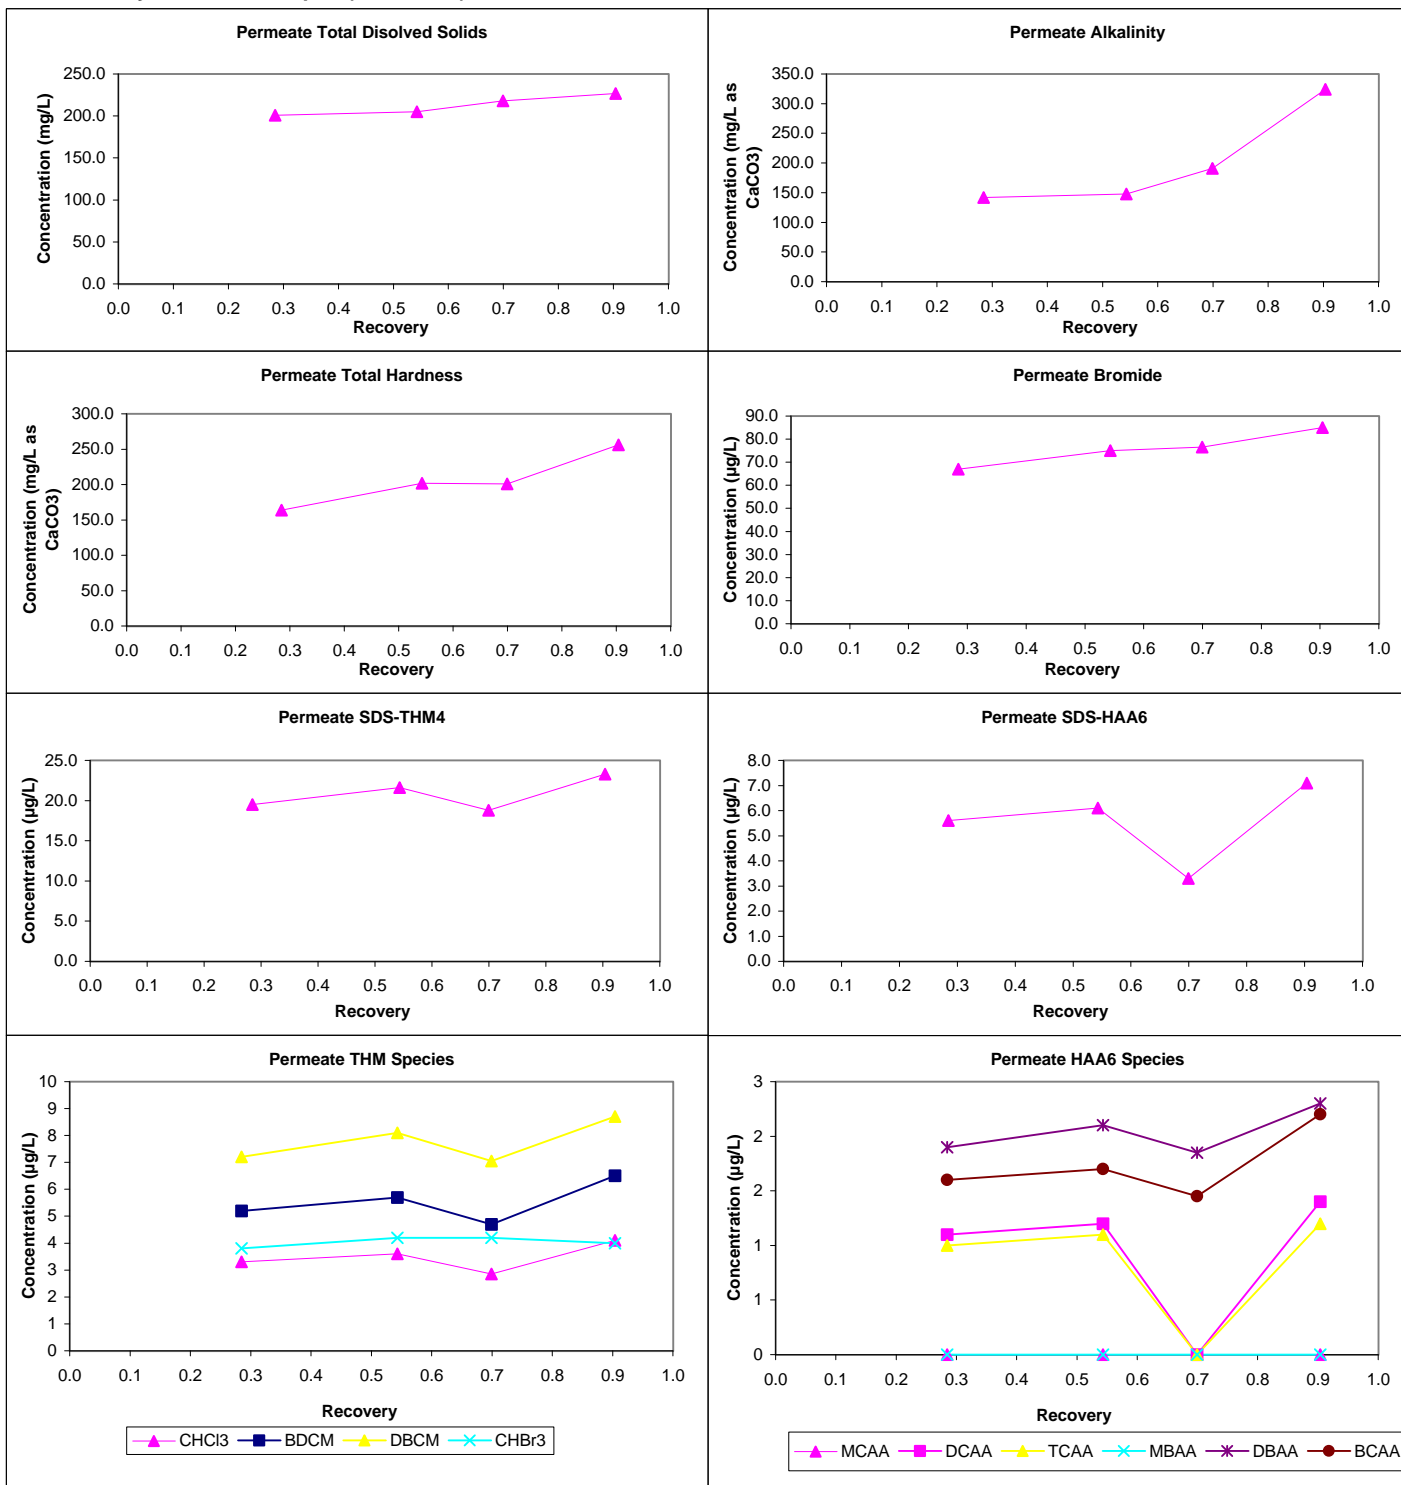 Permeate Total Disolved Solids
Concentration (mg/L)
250.0
200.0
150.0
100.0
50.0
0.0
0.0 0.1 0.2 0.3 0.4 0.5 0.6 0.7 0.8 0.9 1.0
Recovery
Permeate Alkalinity
Concentration (mg/L as
CaCO3)
350.0
300.0
250.0
200.0
150.0
100.0
50.0
0.0
0.0 0.1 0.2 0.3 0.4 0.5 0.6 0.7 0.8 0.9 1.0
Recovery
Permeate Total Hardness
Concentration (mg/L as
CaCO3)
300.0
250.0
200.0
150.0
100.0
50.0
0.0
0.0 0.1 0.2 0.3 0.4 0.5 0.6 0.7 0.8 0.9 1.0
Recovery
Permeate Bromide
Concentration (µg/L)
90.0
80.0
70.0
60.0
50.0
40.0
30.0
20.0
10.0
0.0
0.0 0.1 0.2 0.3 0.4 0.5 0.6 0.7 0.8 0.9 1.0
Recovery
Permeate SDS-THM4
Concentration (µg/L)
25.0
20.0
15.0
10.0
5.0
0.0
0.0 0.1 0.2 0.3 0.4 0.5 0.6 0.7 0.8 0.9 1.0
Recovery
Permeate SDS-HAA6
Concentration (µg/L)
8.0
7.0
6.0
5.0
4.0
3.0
2.0
1.0
0.0
0.0 0.1 0.2 0.3 0.4 0.5 0.6 0.7 0.8 0.9 1.0
Recovery
Permeate THM Species
Concentration (µg/L)
10
9
8
7
6
5
4
3
2
1
0
0.0 0.1 0.2 0.3 0.4 0.5 0.6 0.7 0.8 0.9 1.0
Recovery
CHCl3 BDCM DBCM CHBr3
Permeate HAA6 Species
Concentration (µg/L)
3
2
2
1
1
0
0.0 0.1 0.2 0.3 0.4 0.5 0.6 0.7 0.8 0.9 1.0
Recovery
MCAA DCAA TCAA MBAA DBAA BCAA